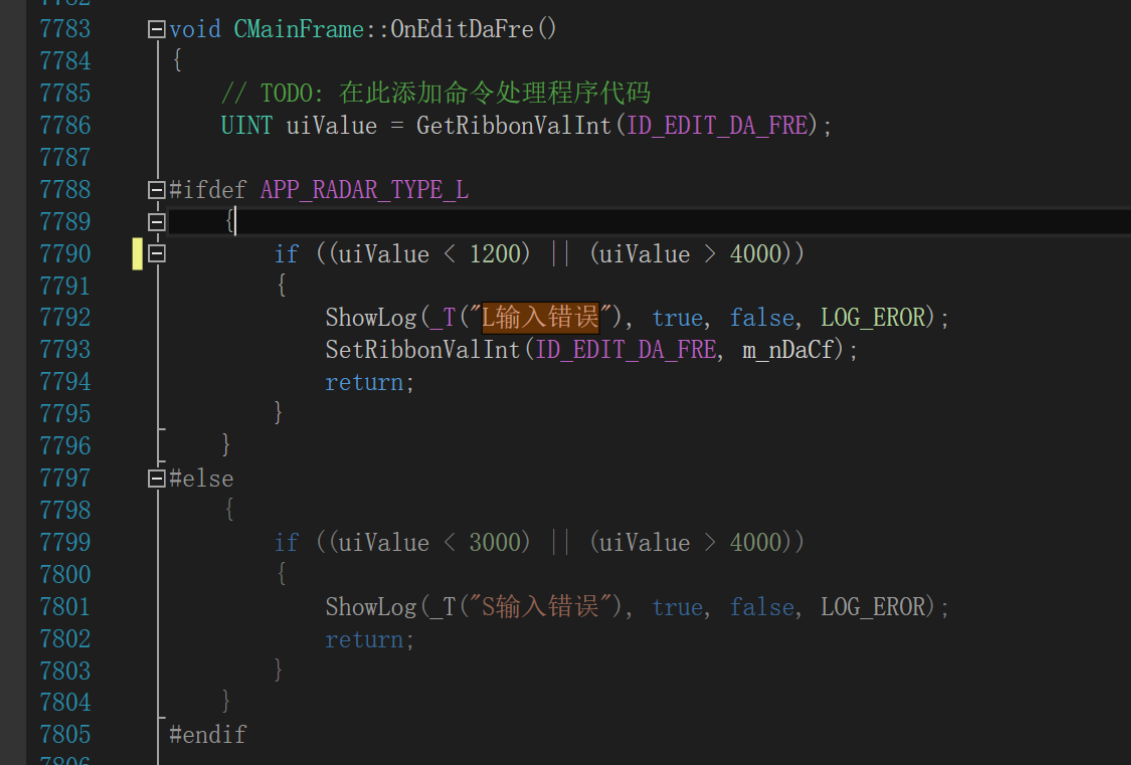 7783 void CMainFrame::OnEditDaFre()
7784 {
7785 // TODO: 在此添加命令处理程序代码
7786 UINT uiValue = GetRibbonValInt(ID_EDIT_DA_FRE);
7787
7788 #ifdef APP_RADAR_TYPE_L
7789 {
7790 if ((uiValue < 1200) || (uiValue > 4000))
7791 {
7792 ShowLog(_T("L输入错误"), true, false, LOG_EROR);
7793 SetRibbonValInt(ID_EDIT_DA_FRE, m_nDaCf);
7794 return;
7795 }
7796 }
7797 #else
7798 {
7799 if ((uiValue < 3000) || (uiValue > 4000))
7800 {
7801 ShowLog(_T("S输入错误"), true, false, LOG_EROR);
7802 return;
7803 }
7804 }
7805 #endif